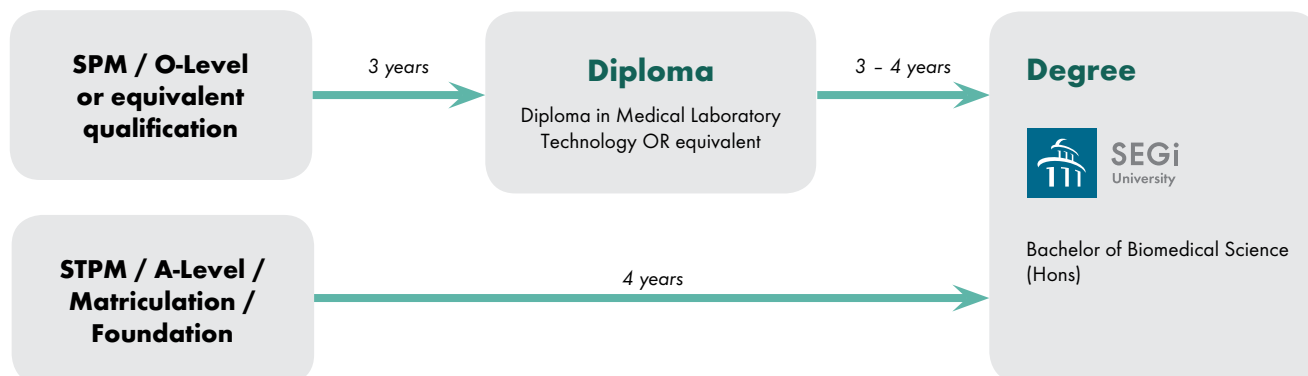 SPM / O-Level
or equivalent
qualification
3 years
Diploma
Diploma in Medical Laboratory
Technology OR equivalent
3 – 4 years
Degree
SEGi
University
Bachelor of Biomedical Science
(Hons)
STPM / A-Level /
Matriculation /
Foundation
4 years